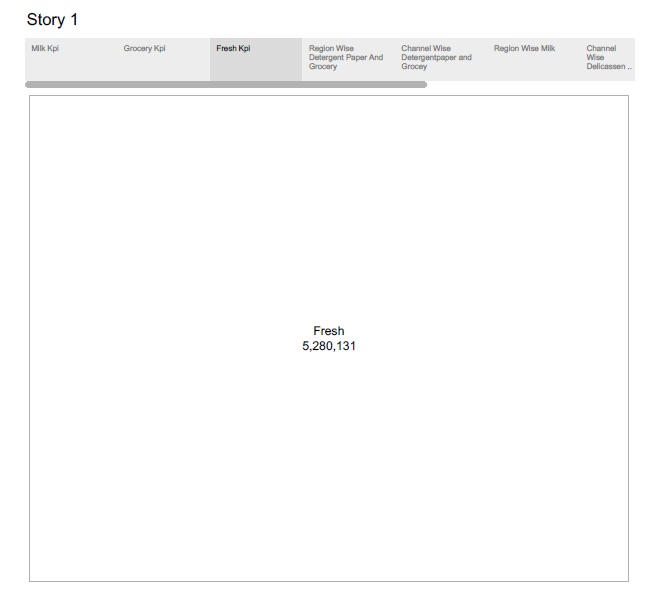 Story 1
Milk Kpi
Grocery Kpi
Fresh Kpi
Region Wise
Detergent Paper And
Grocery
Channel Wise
Detergentpaper and
Grocey
Region Wise Milk
Channel
Wise
Delicassen ..
Fresh
5,280,131